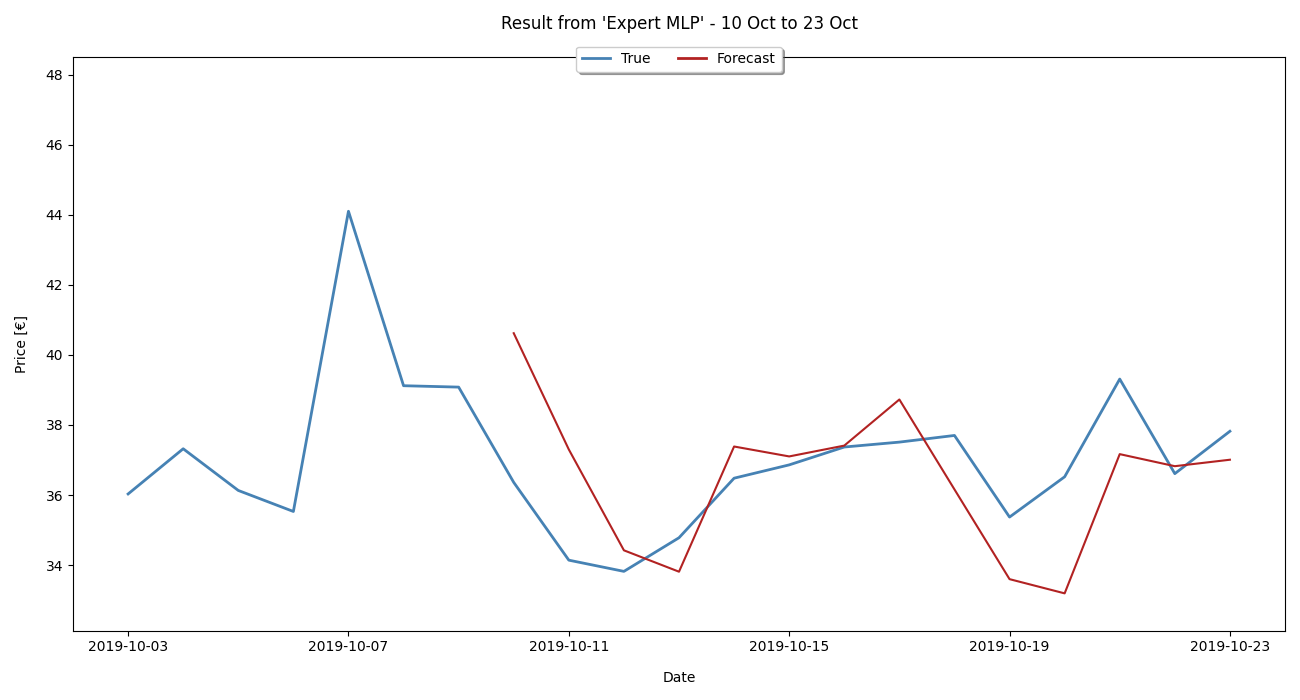 Result from 'Expert MLP' - 10 Oct to 23 Oct
True Forecast
48
46
44
42
40
38
36
34
Price [€]
2019-10-03 2019-10-07 2019-10-11 2019-10-15 2019-10-19 2019-10-23
Date